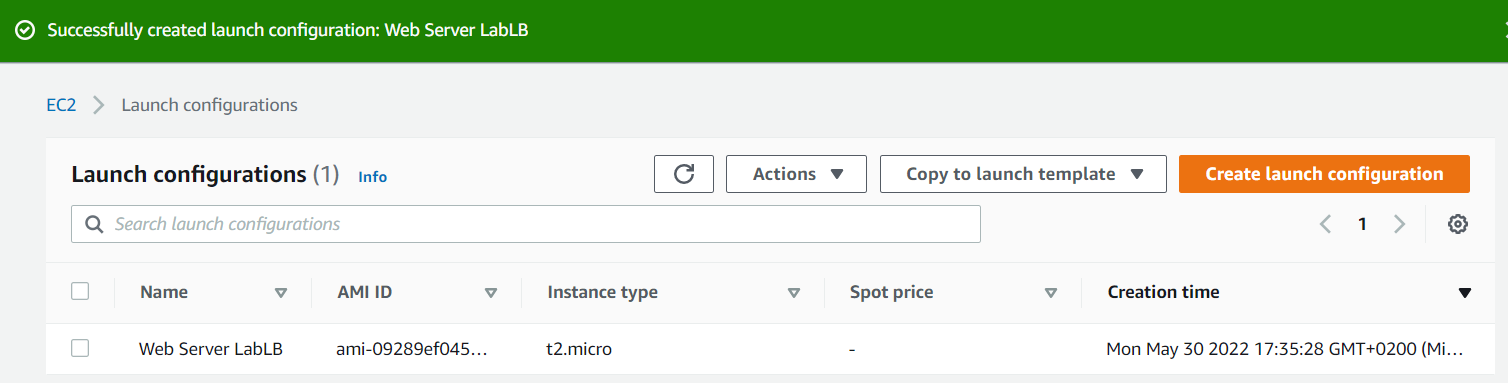 Successfully created launch configuration: Web Server LabLB
EC2 Launch configurations
Launch configurations (1) Info Actions Copy to launch template Create launch configuration
Search launch configurations 1
Name AMI ID Instance type Spot price Creation time
Web Server LabLB ami-09289ef045... t2.micro - Mon May 30 2022 17:35:28 GMT+0200 (Mi...